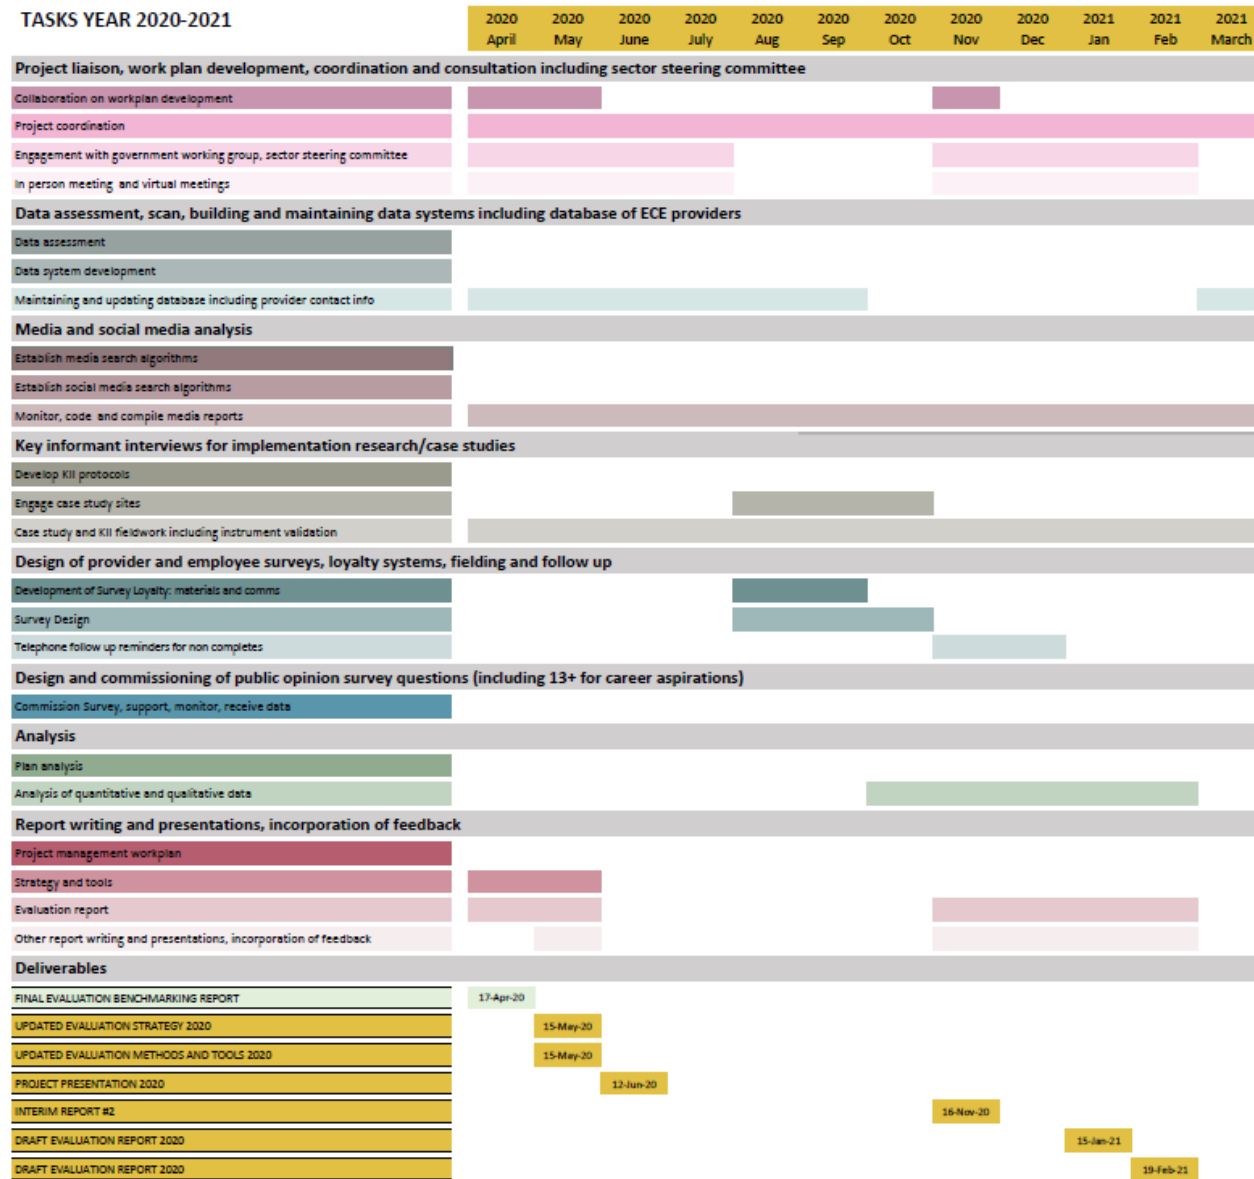 TASKS YEAR 2020-2021
2020 2020 2020 2020 2020 2020 2020 2020 2020 2021 2021 2021
April May June July Aug Sep Oct Nov Dec Jan Feb March
Project liaison, work plan development, coordination and consultation including sector steering committee
Collaboration on workplan development
Project coordination
Engagement with government working group, sector steering committee
In person meeting and virtual meetings
Data assessment, scan, building and maintaining data systems including database of ECE providers
Data assessment
Data system development
Maintaining and updating database including provider contact info
Media and social media analysis
Establish media search algorithms
Establish social media search algorithms
Monitor, code and compile media reports
Key informant interviews for implementation research/case studies
Develop KII protocols
Engage case study sites
Case study and KII fieldwork including instrument validation
Design of provider and employee surveys, loyalty systems, fielding and follow up
Development of Survey Loyalty: materials and comms
Survey Design
Telephone follow up reminders for non completes
Design and commissioning of public opinion survey questions (including 13+ for career aspirations)
Commission Survey, support, monitor, receive data
Analysis
Plan analysis
Analysis of quantitative and qualitative data
Report writing and presentations, incorporation of feedback
Project management workplan
Strategy and tools
Evaluation report
Other report writing and presentations, incorporation of feedback
Deliverables
FINAL EVALUATION BENCHMARKING REPORT 17-Apr-20
UPDATED EVALUATION STRATEGY 2020 15-May-20
UPDATED EVALUATION METHODS AND TOOLS 2020 15-May-20
PROJECT PRESENTATION 2020 12-Jun-20
INTERIM REPORT #2 16-Nov-20
DRAFT EVALUATION REPORT 2020 15-Jan-21
DRAFT EVALUATION REPORT 2020 19-Feb-21